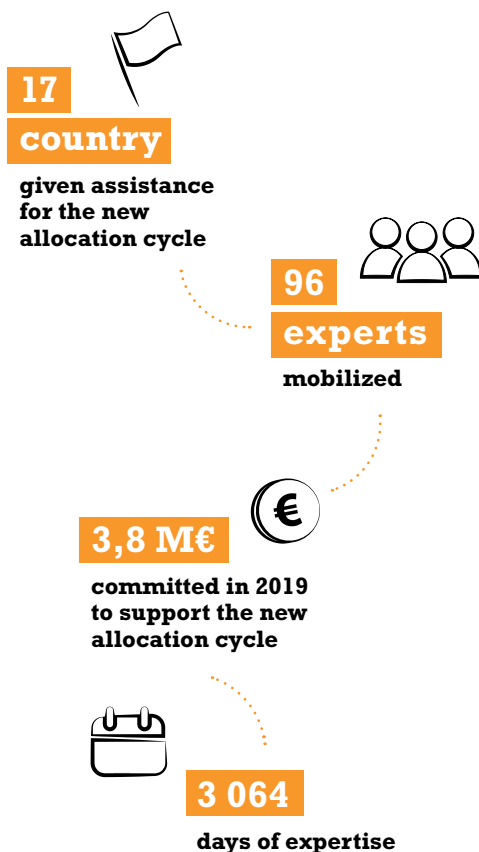 17
country
given assistance
for the new
allocation cycle
96
experts
mobilized
€
3,8 M€
committed in 2019
to support the new
allocation cycle
3 064
days of expertise